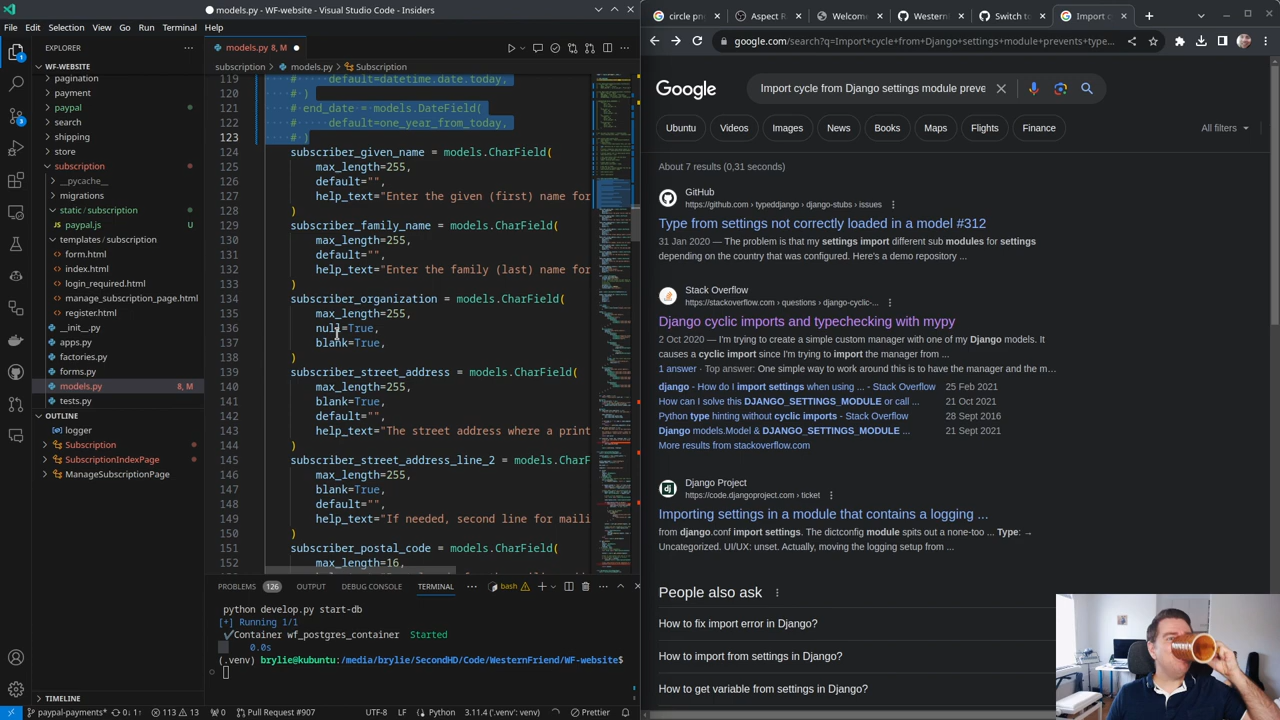 models.py - WF-website - Visual Studio Code - Insiders
File Edit Selection View Go Run Terminal Help
EXPLORER
WF-WEBSITE
pagination
payment
paypal
search
shipping
store
subscription
__pycache__
migrations
static / subscription
paypal.js U
templates / subscription
form.html
index.html
login_required.html
manage_subscription_page.html
register.html
__init__.py
apps.py
factories.py
forms.py
models.py 8, M
tests.py
OUTLINE
logger
Subscription
SubscriptionIndexPage
ManageSubscriptionPage
TIMELINE
models.py 8, M
subscription > models.py > Subscription
119 # default=datetime.date.today,
120 # )
121 # end_date = models.DateField(
122 # default=one_year_from_today,
123 # )
124 subscriber_given_name = models.CharField(
125 max_length=255,
126 default="",
127 help_text="Enter the given (first) name for
128 )
129 subscriber_family_name = models.CharField(
130 max_length=255,
131 default="",
132 help_text="Enter the family (last) name for
133 )
134 subscriber_organization = models.CharField(
135 max_length=255,
136 null=True,
137 blank=True,
138 )
139 subscriber_street_address = models.CharField(
140 max_length=255,
141 blank=True,
142 default="",
143 help_text="The street address where a print
144 )
145 subscriber_street_address_line_2 = models.CharF
146 max_length=255,
147 blank=True,
148 default="",
149 help_text="If needed, second line for maili
150 )
151 subscriber_postal_code = models.CharField(
152 max_length=16,
PROBLEMS 126 OUTPUT DEBUG CONSOLE TERMINAL ... bash
python develop.py start-db
[+] Running 1/1
✔Container wf_postgres_container Started
0.0s
(.venv) brylie@kubuntu:/media/brylie/SecondHD/Code/WesternFriend/WF-website$
paypal-payments* 0↓ 1↑ 113 13 0 Pull Request #907 UTF-8 LF Python 3.11.4 ('.venv': venv) Prettier
circle pr Aspect R Welcom Western Switch t Import c
google.com/search?q=Import+cycle+from+Django+settings+module+prevents+type...
Google
Import cycle from Django settings module preve
Ubuntu Videos Images News Books Maps Flights Finance All filters
About 7 results (0,31 seconds)
GitHub
https://github.com › typeddjango › django-stubs › issues
Type from settings incorrectly loads in a model #12
31 Jan 2020 — The problem is in my settings import different sub modules for settings
depending on the country that was configured. Here is demo repository ...
Stack Overflow
https://stackoverflow.com › questions › django-cyclic-...
Django cyclic import and typechecker with mypy
2 Oct 2020 — I'm trying to create a simple custom manager with one of my Django models. It
causes a cyclic import since trying to import the manager from ...
1 answer · Top answer: One possible way to work around this is to have the manager and the m...
django - How do I import settings when using ... - Stack Overflow 25 Feb 2021
How can I solve this DJANGO_SETTINGS_MODULE or call ... 21 Oct 2021
Python type hinting without cyclic imports - Stack Overflow 28 Sept 2016
Django models.Model & DJANGO_SETTINGS_MODULE ... 21 Sept 2021
More results from stackoverflow.com
Django Project
https://code.djangoproject.com › ticket
Importing settings in a module that contains a logging ...
from django.conf import settings. The dictconfig module spits out a none-too ... Type: →
Uncategorized. UI/UX: unset. Usually, moving the logging setup from ...
People also ask
How to fix import error in Django?
How to import from settings in Django?
How to get variable from settings in Django?